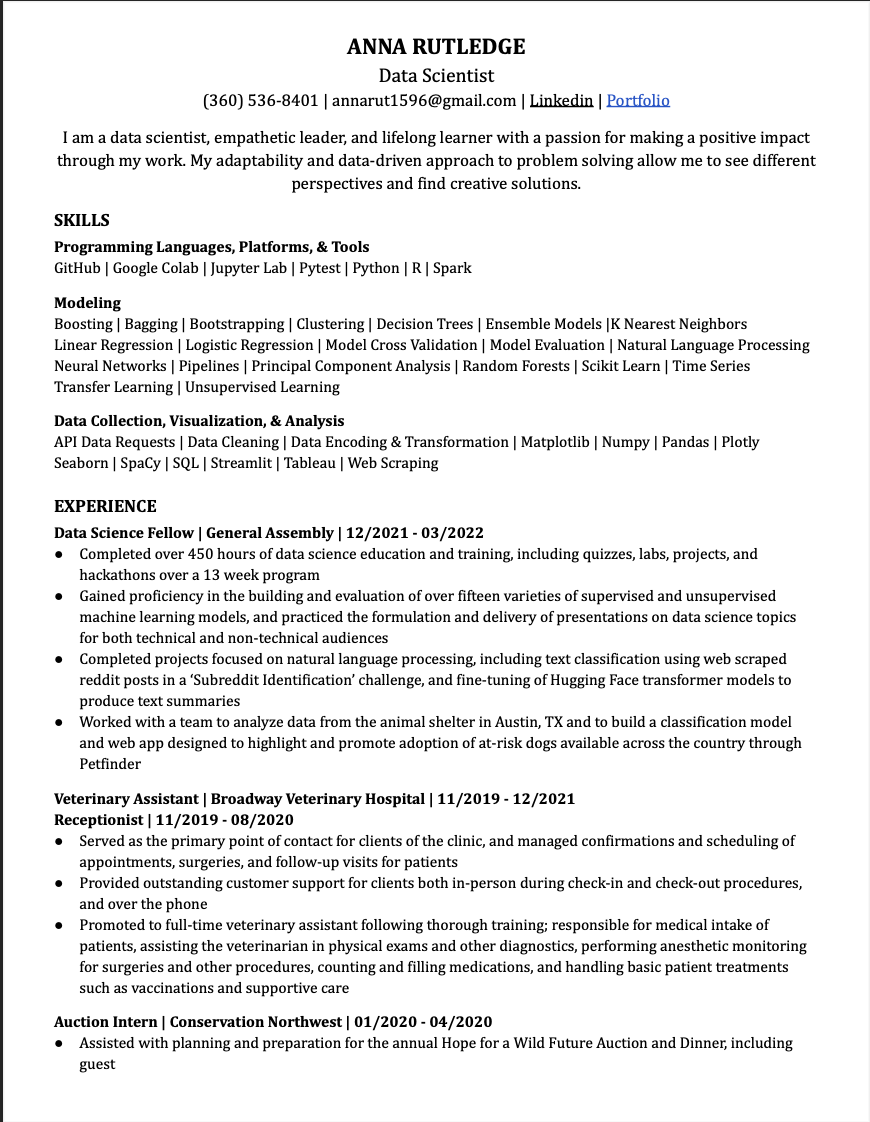 ANNA RUTLEDGE
Data Scientist
(360) 536-8401 | annarut1596@gmail.com | Linkedin | Portfolio
I am a data scientist, empathetic leader, and lifelong learner with a passion for making a positive impact
through my work. My adaptability and data-driven approach to problem solving allow me to see different
perspectives and find creative solutions.
SKILLS
Programming Languages, Platforms, & Tools
GitHub | Google Colab | Jupyter Lab | Pytest | Python | R | Spark
Modeling
Boosting | Bagging | Bootstrapping | Clustering | Decision Trees | Ensemble Models |K Nearest Neighbors
Linear Regression | Logistic Regression | Model Cross Validation | Model Evaluation | Natural Language Processing
Neural Networks | Pipelines | Principal Component Analysis | Random Forests | Scikit Learn | Time Series
Transfer Learning | Unsupervised Learning
Data Collection, Visualization, & Analysis
API Data Requests | Data Cleaning | Data Encoding & Transformation | Matplotlib | Numpy | Pandas | Plotly
Seaborn | SpaCy | SQL | Streamlit | Tableau | Web Scraping
EXPERIENCE
Data Science Fellow | General Assembly | 12/2021 - 03/2022
● Completed over 450 hours of data science education and training, including quizzes, labs, projects, and
hackathons over a 13 week program
● Gained proficiency in the building and evaluation of over fifteen varieties of supervised and unsupervised
machine learning models, and practiced the formulation and delivery of presentations on data science topics
for both technical and non-technical audiences
● Completed projects focused on natural language processing, including text classification using web scraped
reddit posts in a ‘Subreddit Identification’ challenge, and fine-tuning of Hugging Face transformer models to
produce text summaries
● Worked with a team to analyze data from the animal shelter in Austin, TX and to build a classification model
and web app designed to highlight and promote adoption of at-risk dogs available across the country through
Petfinder
Veterinary Assistant | Broadway Veterinary Hospital | 11/2019 - 12/2021
Receptionist | 11/2019 - 08/2020
● Served as the primary point of contact for clients of the clinic, and managed confirmations and scheduling of
appointments, surgeries, and follow-up visits for patients
● Provided outstanding customer support for clients both in-person during check-in and check-out procedures,
and over the phone
● Promoted to full-time veterinary assistant following thorough training; responsible for medical intake of
patients, assisting the veterinarian in physical exams and other diagnostics, performing anesthetic monitoring
for surgeries and other procedures, counting and filling medications, and handling basic patient treatments
such as vaccinations and supportive care
Auction Intern | Conservation Northwest | 01/2020 - 04/2020
● Assisted with planning and preparation for the annual Hope for a Wild Future Auction and Dinner, including
guest